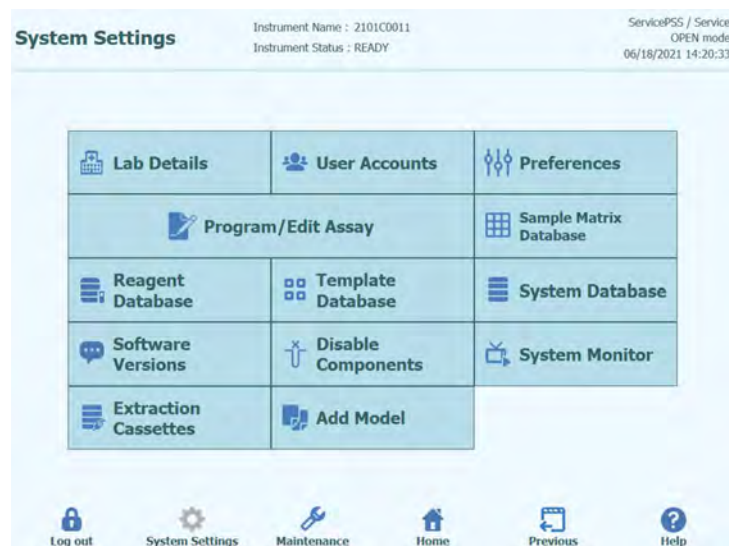 System Settings
Instrument Name : 2101C0011
Instrument Status : READY
ServicePSS / Service
OPEN mode
06/18/2021 14:20:33
Lab Details
User Accounts
Preferences
Program/Edit Assay
Sample Matrix
Database
Reagent
Database
Template
Database
System Database
Software
Versions
Disable
Components
System Monitor
Extraction
Cassettes
Add Model
Log out
System Settings
Maintenance
Home
Previous
Help